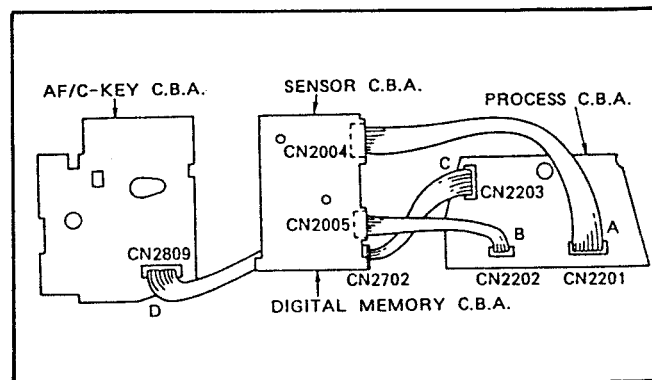 AF/C-KEY C.B.A.
SENSOR C.B.A.
PROCESS C.B.A.
CN2004
C
CN2203
CN2005
B
A
CN2809
CN2702
CN2202
CN2201
D
DIGITAL MEMORY C.B.A.